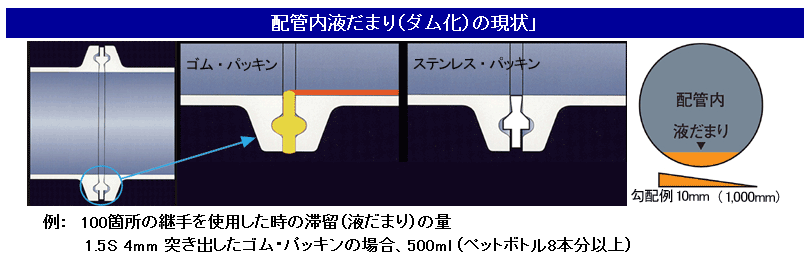 配管内液だまり(ダム化)の現状」
ゴム・パッキン
ステンレス・パッキン
配管内
液だまり
勾配例 10mm (1,000mm)
例: 100箇所の継手を使用した時の滞留(液だまり)の量
1.5S 4mm 突き出したゴム・パッキンの場合、500ml(ペットボトル8本分以上)